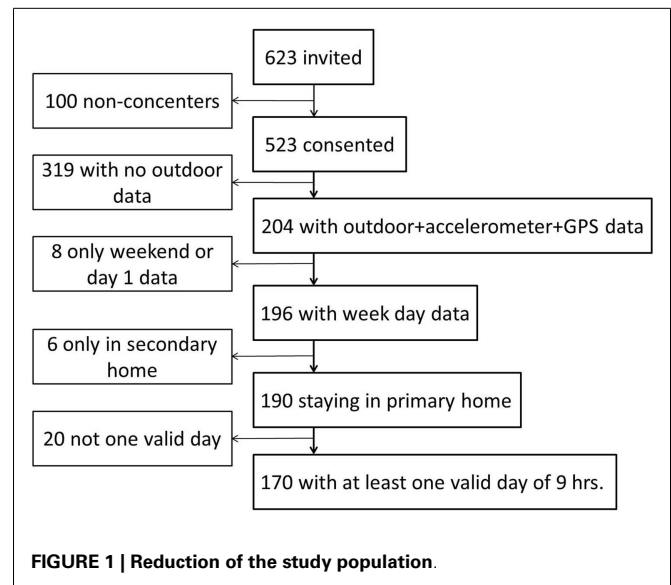 623 invited
100 non-concenters
523 consented
319 with no outdoor
data
204 with outdoor+accelerometer+GPS data
8 only weekend or
day 1 data
196 with week day data
6 only in secondary
home
190 staying in primary home
20 not one valid day
170 with at least one valid day of 9 hrs.
FIGURE 1 | Reduction of the study population.